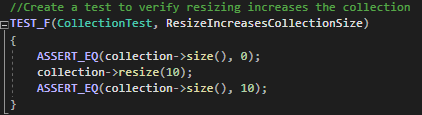 //Create a test to verify resizing increases the collection
TEST_F(CollectionTest, ResizeIncreasesCollectionSize)
{
ASSERT_EQ(collection->size(), 0);
collection->resize(10);
ASSERT_EQ(collection->size(), 10);
}